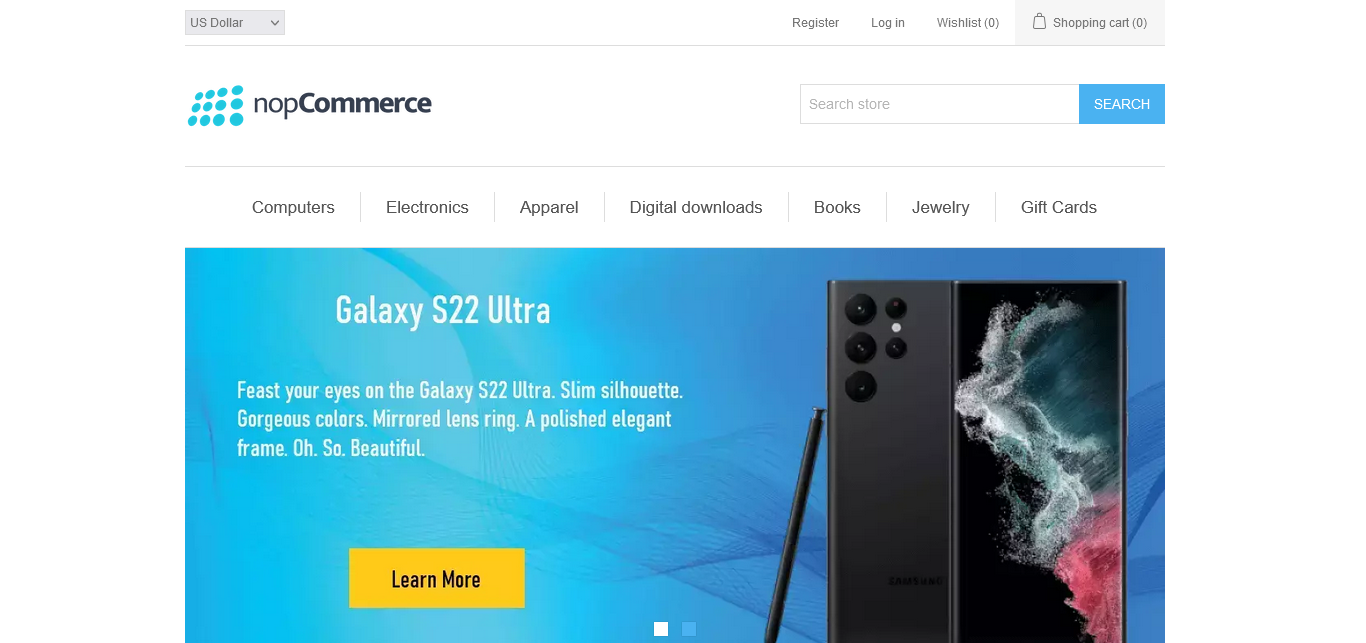 US Dollar
Register
Log in
Wishlist (0)
Shopping cart (0)
nopCommerce
Search store
SEARCH
Computers
Electronics
Apparel
Digital downloads
Books
Jewelry
Gift Cards
Galaxy S22 Ultra
Feast your eyes on the Galaxy S22 Ultra. Slim silhouette.
Gorgeous colors. Mirrored lens ring. A polished elegant
frame. Oh. So. Beautiful.
Learn More
SAMSUNG